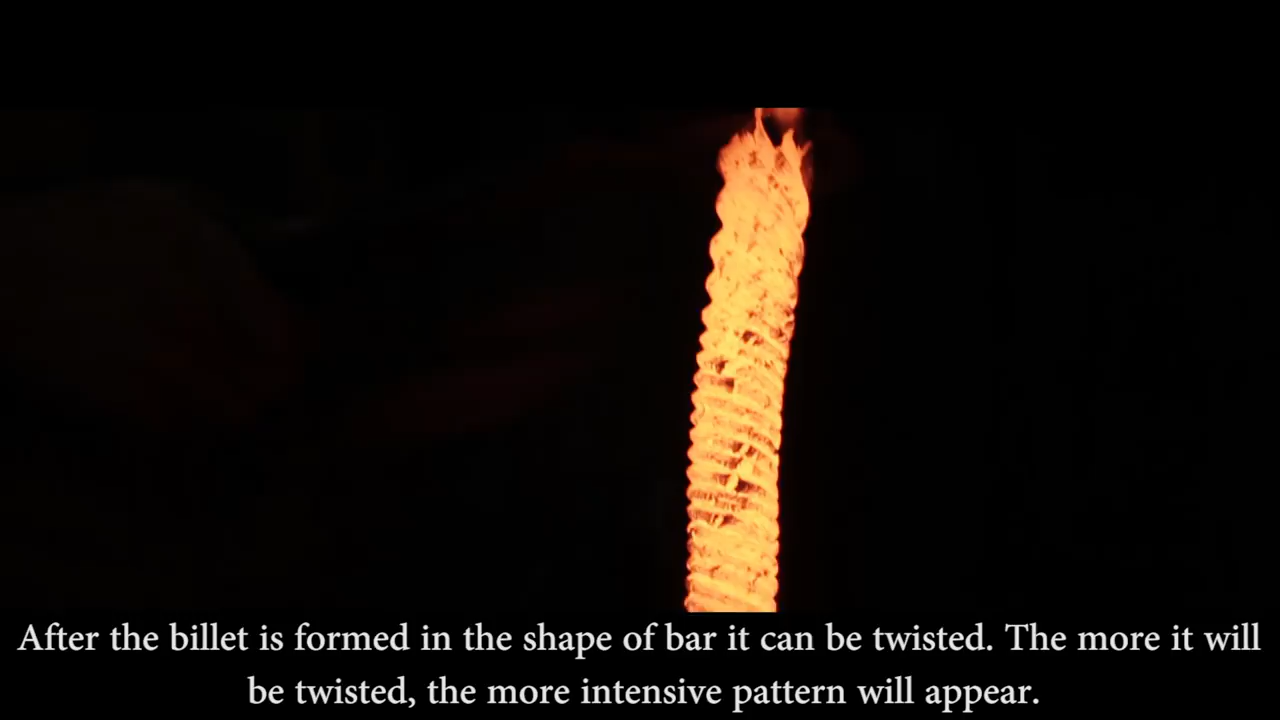 After the billet is formed in the shape of bar it can be twisted. The more it will
be twisted, the more intensive pattern will appear.